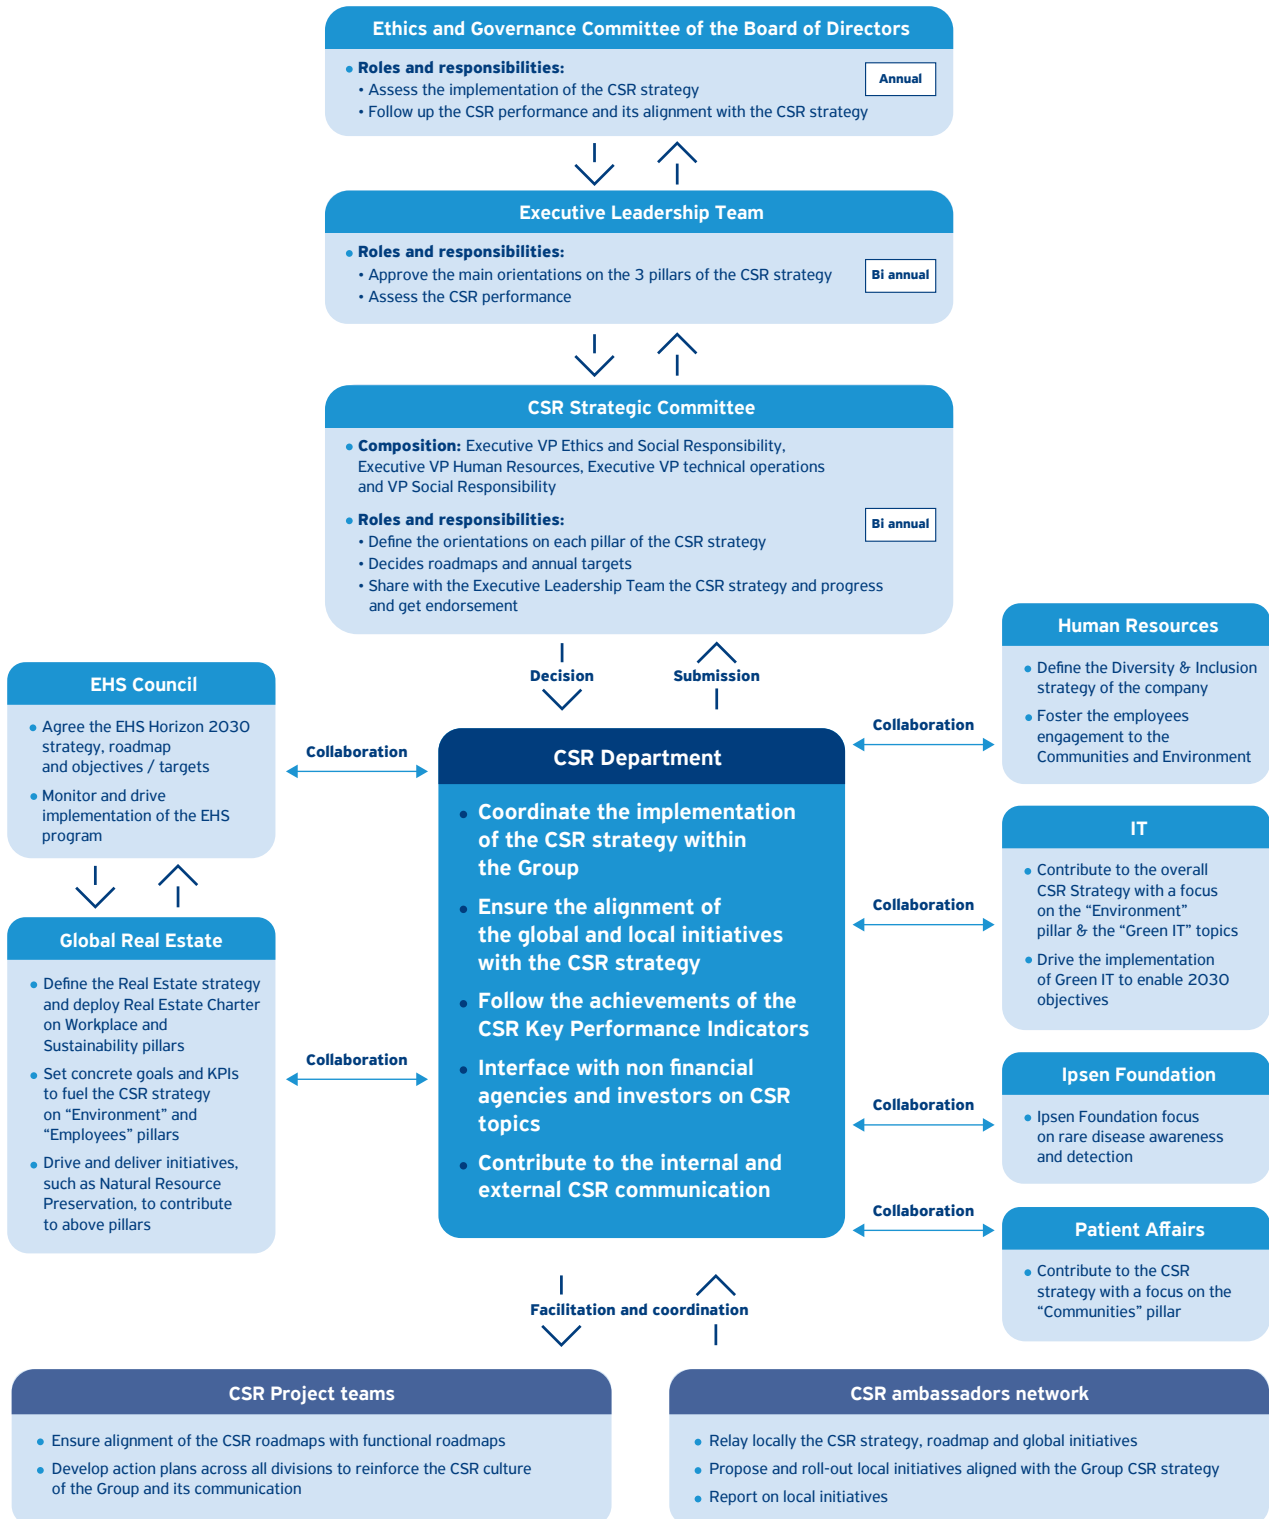 Ethics and Governance Committee of the Board of Directors
• Roles and responsibilities:
• Assess the implementation of the CSR strategy
• Follow up the CSR performance and its alignment with the CSR strategy
Annual
Executive Leadership Team
• Roles and responsibilities:
• Approve the main orientations on the 3 pillars of the CSR strategy
• Assess the CSR performance
Bi annual
CSR Strategic Committee
• Composition: Executive VP Ethics and Social Responsibility,
Executive VP Human Resources, Executive VP technical operations
and VP Social Responsibility
• Roles and responsibilities:
• Define the orientations on each pillar of the CSR strategy
• Decides roadmaps and annual targets
• Share with the Executive Leadership Team the CSR strategy and progress
and get endorsement
Bi annual
Decision
Submission
EHS Council
• Agree the EHS Horizon 2030
strategy, roadmap
and objectives / targets
• Monitor and drive
implementation of the EHS
program
Collaboration
Global Real Estate
• Define the Real Estate strategy
and deploy Real Estate Charter
on Workplace and
Sustainability pillars
• Set concrete goals and KPIs
to fuel the CSR strategy
on “Environment” and
“Employees” pillars
• Drive and deliver initiatives,
such as Natural Resource
Preservation, to contribute
to above pillars
Collaboration
CSR Department
• Coordinate the implementation
of the CSR strategy within
the Group
• Ensure the alignment of
the global and local initiatives
with the CSR strategy
• Follow the achievements of the
CSR Key Performance Indicators
• Interface with non financial
agencies and investors on CSR
topics
• Contribute to the internal and
external CSR communication
Collaboration
Human Resources
• Define the Diversity & Inclusion
strategy of the company
• Foster the employees
engagement to the
Communities and Environment
Collaboration
IT
• Contribute to the overall
CSR Strategy with a focus
on the “Environment”
pillar & the “Green IT” topics
• Drive the implementation
of Green IT to enable 2030
objectives
Collaboration
Ipsen Foundation
• Ipsen Foundation focus
on rare disease awareness
and detection
Collaboration
Patient Affairs
• Contribute to the CSR
strategy with a focus on the
“Communities” pillar
Facilitation and coordination
CSR Project teams
• Ensure alignment of the CSR roadmaps with functional roadmaps
• Develop action plans across all divisions to reinforce the CSR culture
of the Group and its communication
CSR ambassadors network
• Relay locally the CSR strategy, roadmap and global initiatives
• Propose and roll-out local initiatives aligned with the Group CSR strategy
• Report on local initiatives